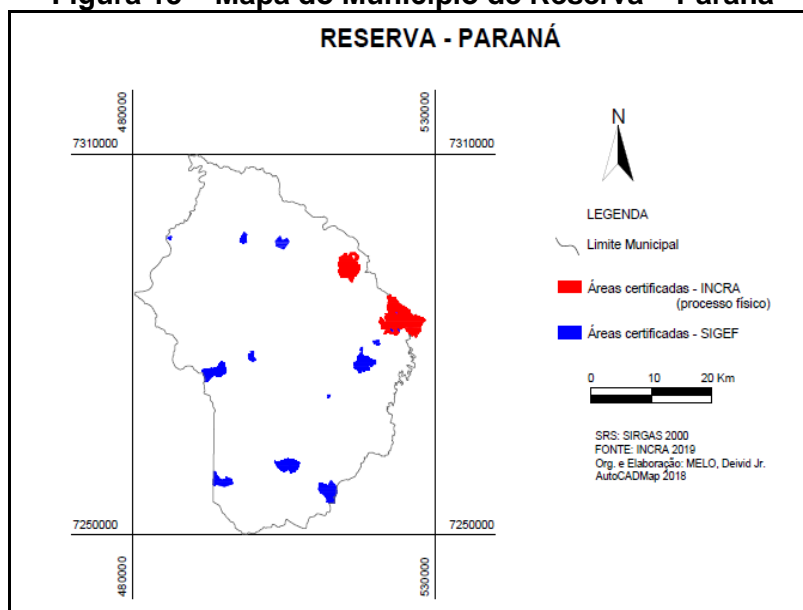 RESERVA - PARANÁ
480000
530000
7310000
7310000
N
LEGENDA
Limite Municipal
Áreas certificadas - INCRA
(processo físico)
Áreas certificadas - SIGEF
0 10 20 Km
SRS: SIRGAS 2000
FONTE: INCRA 2019
Org. e Elaboração: MELO, Deivid Jr.
AutoCADMap 2018
7250000
7250000
480000
530000